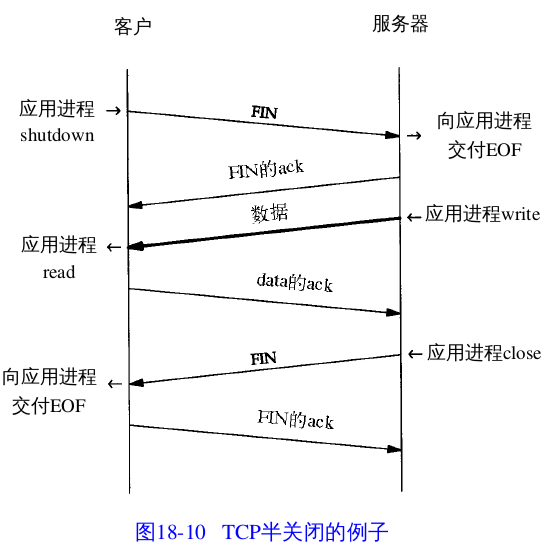 客户
服务器
应用进程
shutdown
FIN
向应用进程
交付EOF
FIN的ack
数据
应用进程write
应用进程
read
data的ack
FIN
应用进程close
向应用进程
交付EOF
FIN的ack
图18-10 TCP半关闭的例子